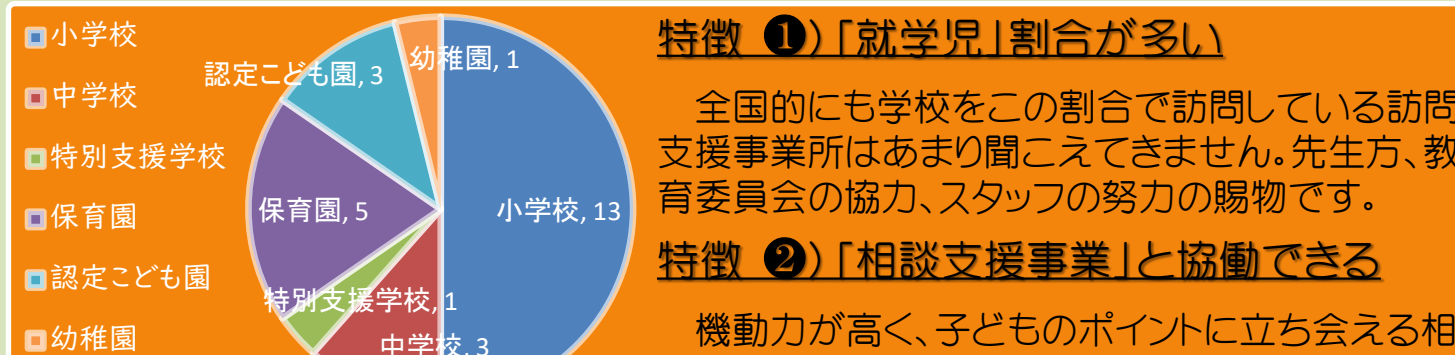 小学校
中学校
特別支援学校
保育園
認定こども園
幼稚園
幼稚園, 1
認定こども園, 3
保育園, 5
小学校, 13
特別支援学校, 1
中学校, 3
特徴 ❶)「就学児」割合が多い
全国的にも学校をこの割合で訪問している訪問
支援事業所はあまり聞こえてきません。先生方、教
育委員会の協力、スタッフの努力の賜物です。
特徴 ❷)「相談支援事業」と協働できる
機動力が高く、子どものポイントに立ち会える相